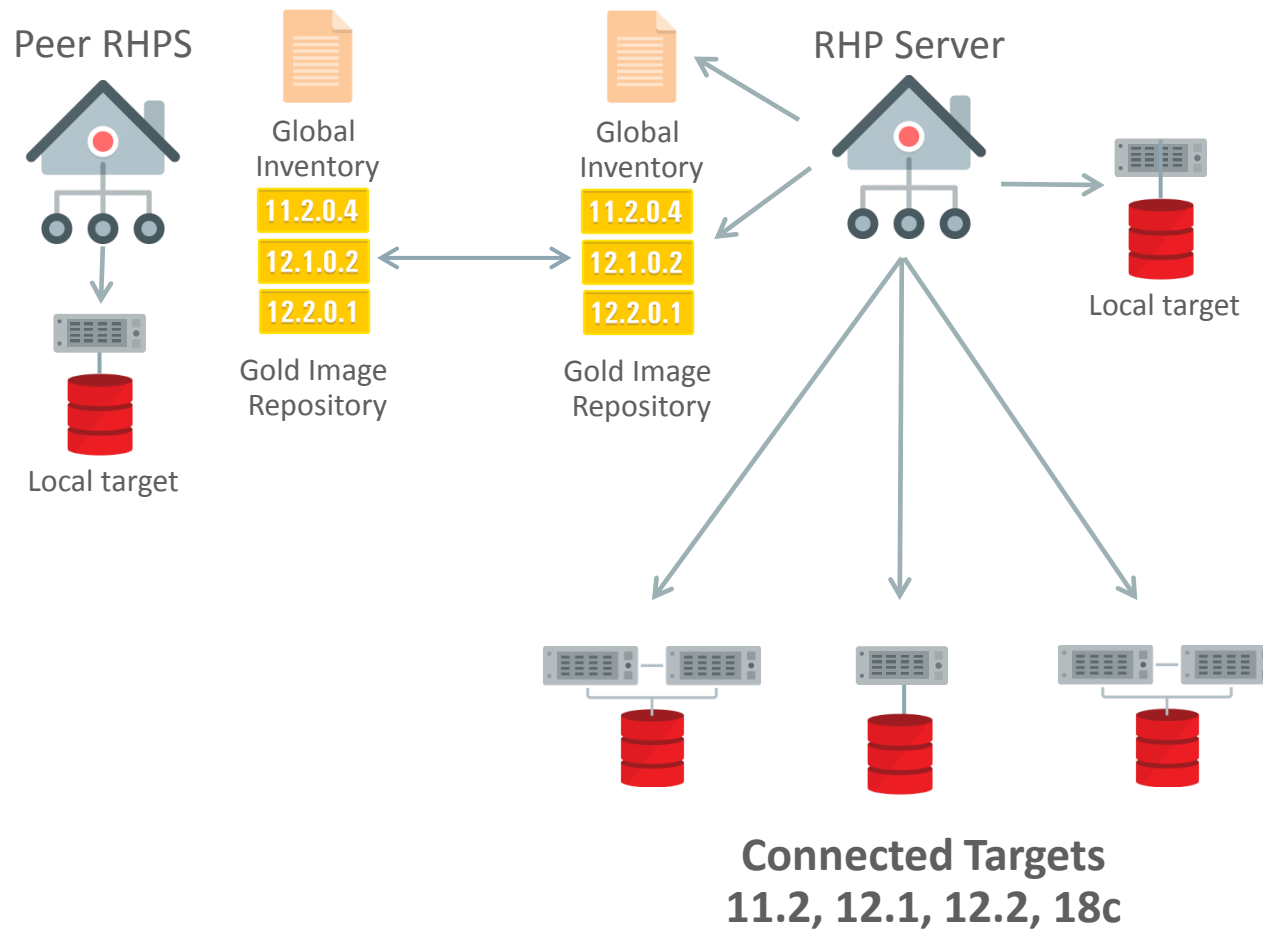 Peer RHPS
Global
Inventory
11.2.0.4
12.1.0.2
12.2.0.1
Gold Image
Repository
Local target
Global
Inventory
11.2.0.4
12.1.0.2
12.2.0.1
Gold Image
Repository
RHP Server
Local target
Connected Targets
11.2, 12.1, 12.2, 18c